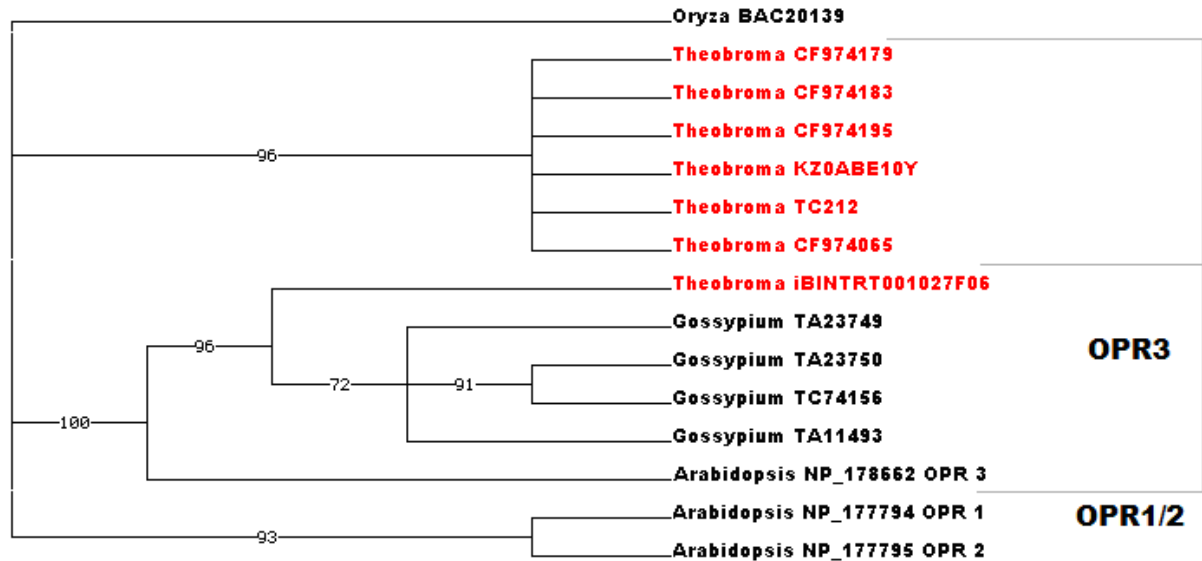 Oryza BAC20139
Theobroma CF974179
Theobroma CF974183
Theobroma CF974195
96
Theobroma KZ0ABE10Y
Theobroma TC212
Theobroma CF974065
Theobroma iBINTRT001027F06
Gossypium TA23749
96
OPR3
Gossypium TA23750
72
91
Gossypium TC74156
100
Gossypium TA11493
Arabidopsis NP_178662 OPR 3
Arabidopsis NP_177794 OPR 1
OPR1/2
93
Arabidopsis NP_177795 OPR 2